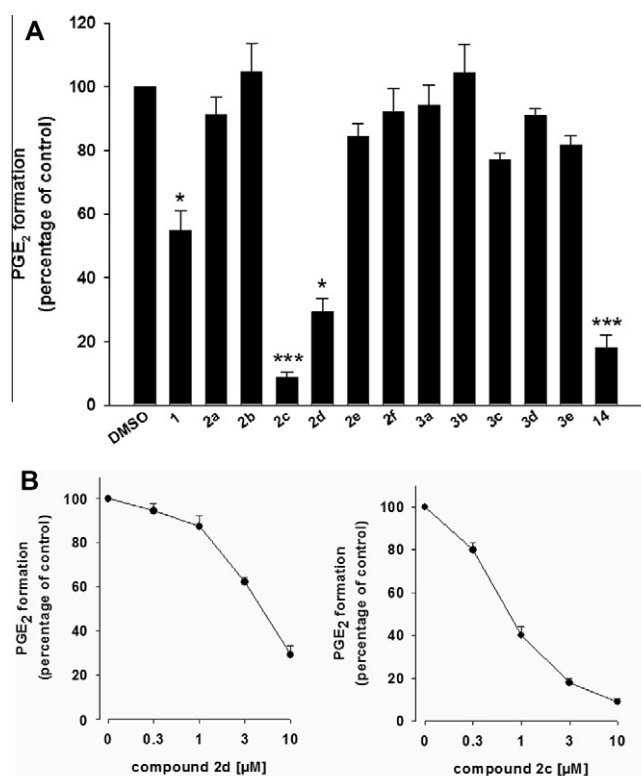 A
PGE2 formation
(percentage of control)
120
100
80
60
40
20
0
*
***
*
***
DMSO 1 2a 2b 2c 2d 2e 2f 3a 3b 3c 3d 3e 14
B
PGE2 formation
(percentage of control)
100
80
60
40
20
0
0 0.3 1 3 10
compound 2d [µM]
PGE2 formation
(percentage of control)
100
80
60
40
20
0
0 0.3 1 3 10
compound 2c [µM]